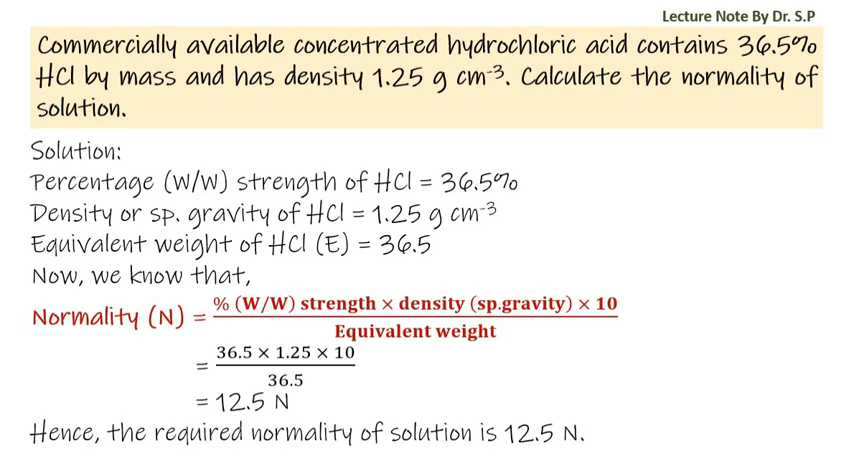 Lecture Note By Dr. S.P
Commercially available concentrated hydrochloric acid contains 36.5%
HCl by mass and has density 1.25 g cm⁻³. Calculate the normality of
solution.
Solution:
Percentage (W/W) strength of HCl = 36.5%
Density or sp. gravity of HCl = 1.25 g cm⁻³
Equivalent weight of HCl (E) = 36.5
Now, we know that,
% (W/W) strength × density (sp.gravity) × 10
Normality (N) =
Equivalent weight
36.5 × 1.25 × 10
=
36.5
= 12.5 N
Hence, the required normality of solution is 12.5 N.